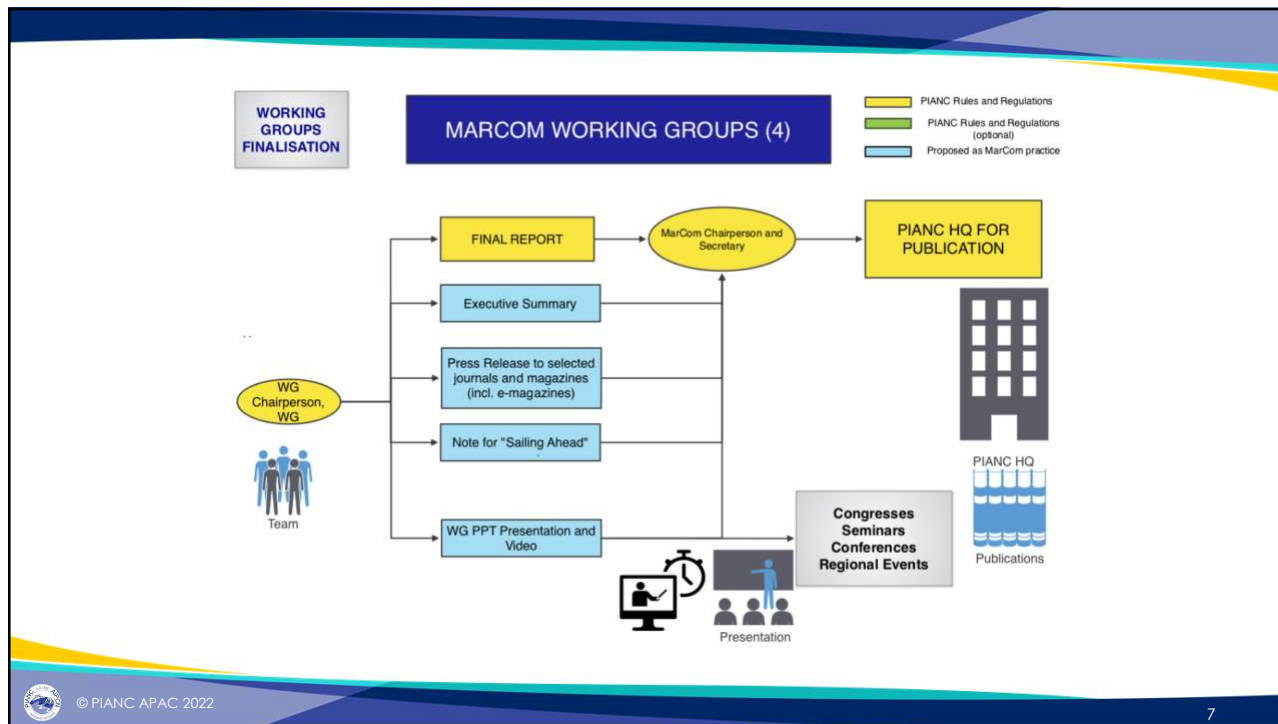 WORKING
GROUPS
FINALISATION
MARCOM WORKING GROUPS (4)
PIANC Rules and Regulations
PIANC Rules and Regulations
(optional)
Proposed as MarCom practice
FINAL REPORT
MarCom Chairperson and
Secretary
PIANC HQ FOR
PUBLICATION
Executive Summary
Press Release to selected
journals and magazines
(incl. e-magazines)
WG
Chairperson,
WG
Note for "Sailing Ahead"
Team
PIANC HQ
WG PPT Presentation and
Video
Congresses
Seminars
Conferences
Regional Events
Publications
Presentation
© PIANC APAC 2022
7